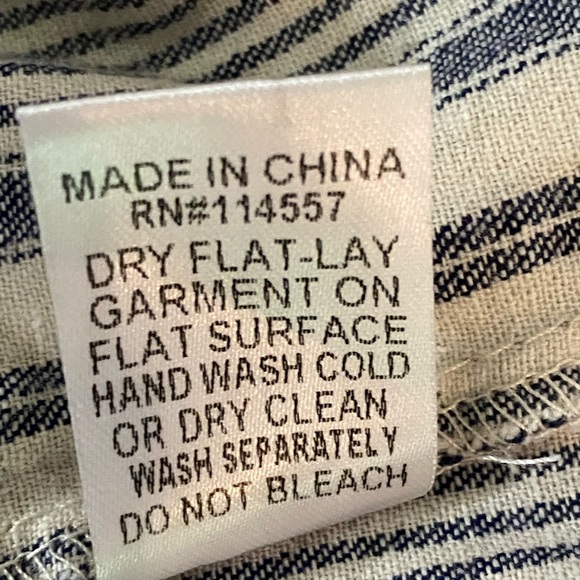 MADE IN CHINA
RN#114557
DRY FLAT-LAY
GARMENT ON
FLAT SURFACE
HAND WASH COLD
OR DRY CLEAN
WASH SEPARATELY
DO NOT BLEACH